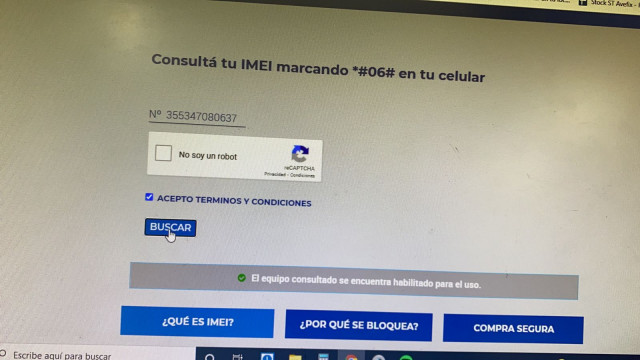 Stock ST Avefix -
Consultá tu IMEI marcando *#06# en tu celular
Nº 355347080637
No soy un robot
reCAPTCHA
Privacidad - Condiciones
ACEPTO TERMINOS Y CONDICIONES
BUSCAR
El equipo consultado se encuentra habilitado para el uso.
¿QUÉ ES IMEI?
¿POR QUÉ SE BLOQUEA?
COMPRA SEGURA
Escribe aquí para buscar